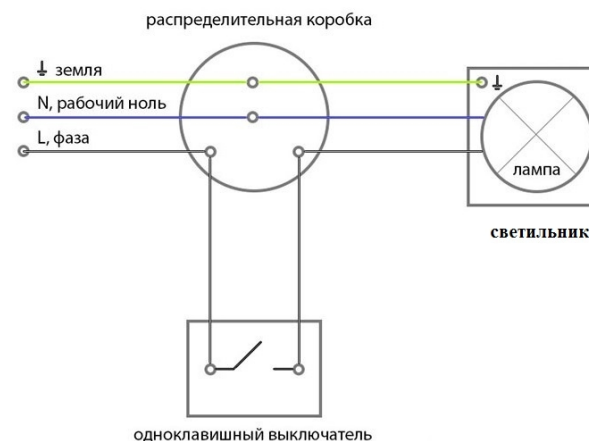 распределительная коробка
земля
N, рабочий ноль
L, фаза
лампа
светильник
одноклавишный выключатель